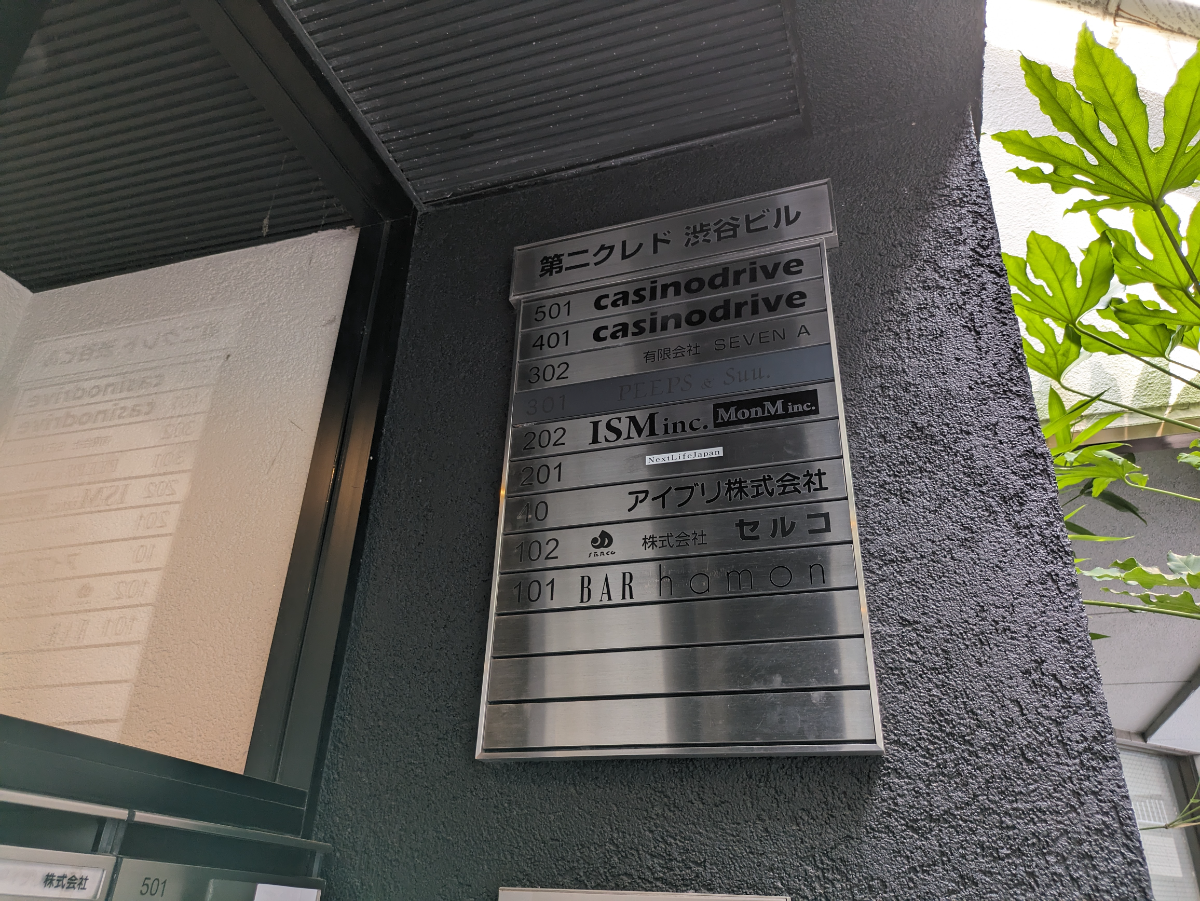 第二クレド 渋谷ビル
501 casinodrive
401 casinodrive
302 有限会社 SEVEN A
301 PEEPS & Suu.
202 ISM inc. MonM inc.
201 NextLifeJapan
40 アイブリ株式会社
102 株式会社 セルコ
101 BAR hamon
株式会社
501